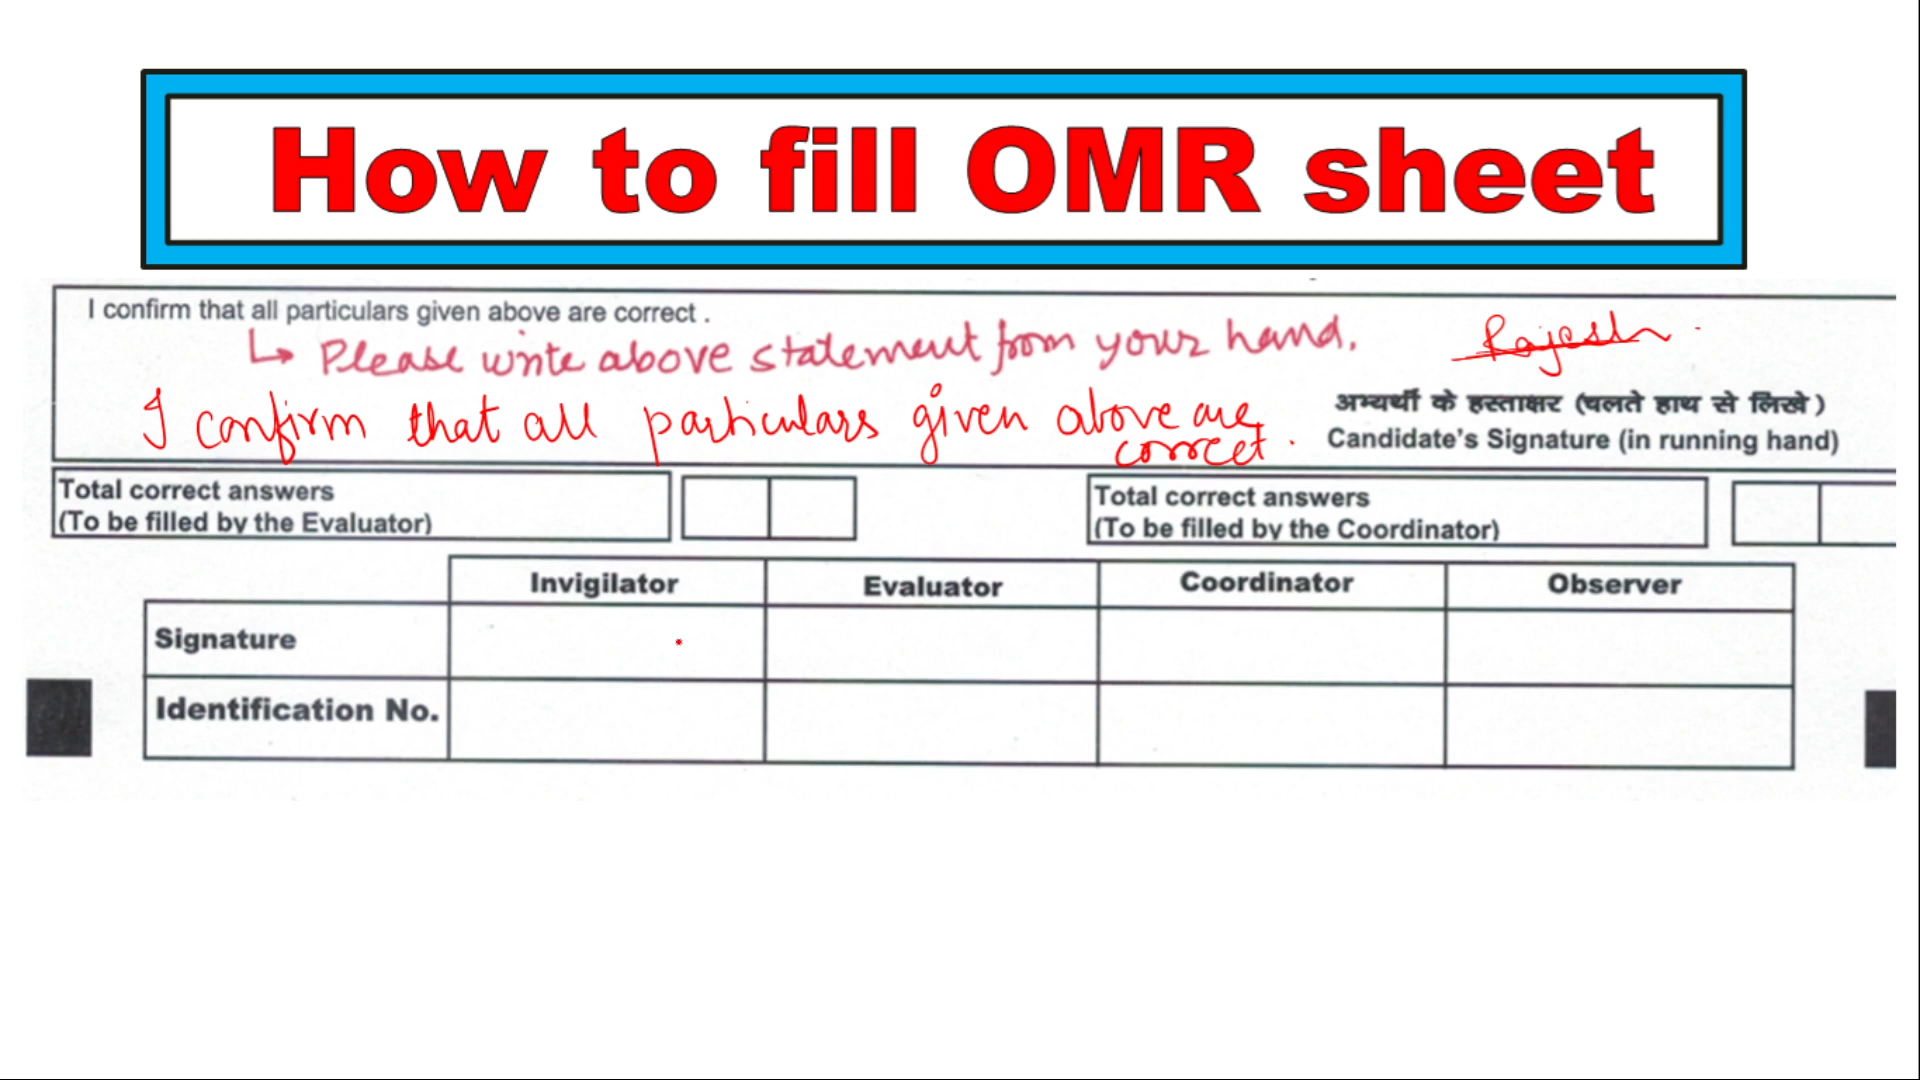 How to fill OMR sheet
I confirm that all particulars given above are correct .
↳ Please write above statement from your hand.
Rajesh
I confirm that all particulars given above are
correct.
अभ्यर्थी के हस्ताक्षर (चलते हाथ से लिखे )
Candidate's Signature (in running hand)
Total correct answers
(To be filled by the Evaluator)
Total correct answers
(To be filled by the Coordinator)
Invigilator Evaluator Coordinator Observer
Signature
Identification No.